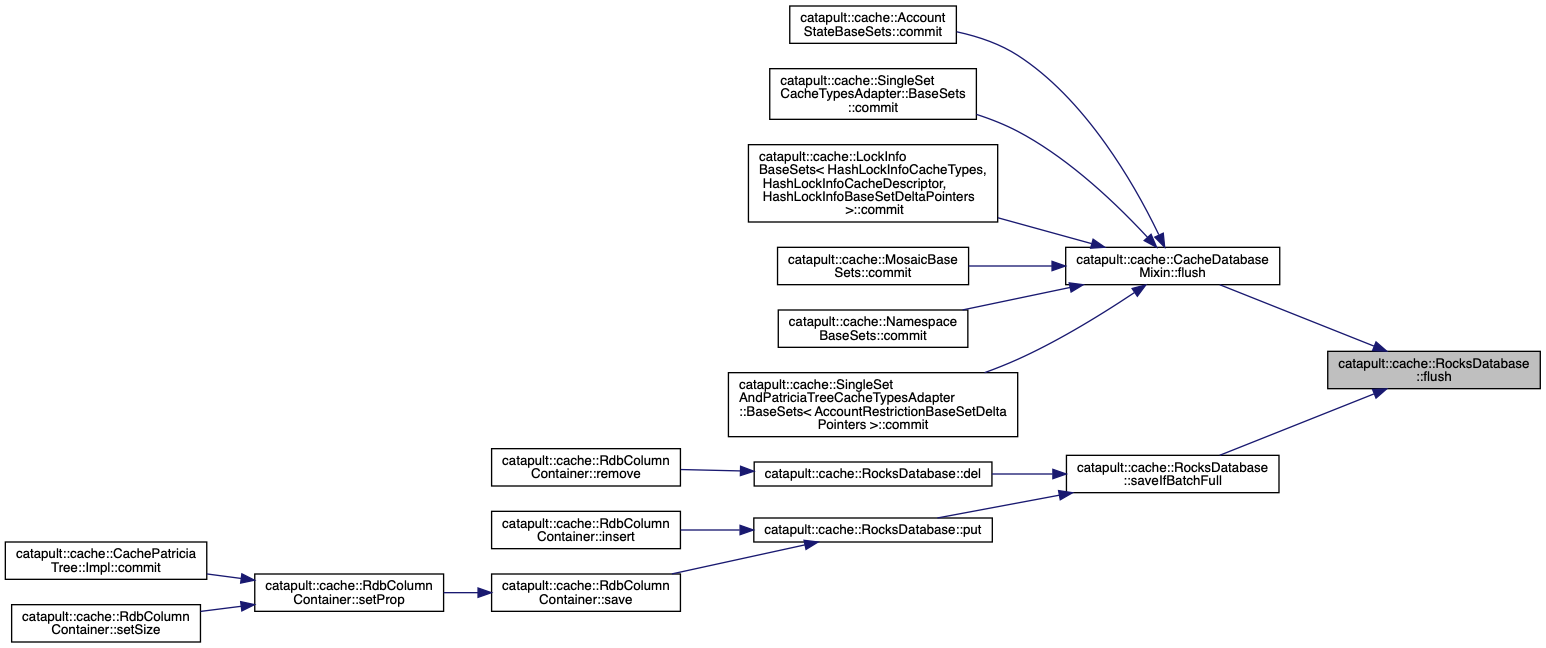 catapult::cache::Account
StateBaseSets::commit
catapult::cache::SingleSet
CacheTypesAdapter::BaseSets
::commit
catapult::cache::LockInfo
BaseSets< HashLockInfoCacheTypes,
HashLockInfoCacheDescriptor,
HashLockInfoBaseSetDeltaPointers
>::commit
catapult::cache::CacheDatabase
Mixin::flush
catapult::cache::MosaicBase
Sets::commit
catapult::cache::Namespace
BaseSets::commit
catapult::cache::RocksDatabase
::flush
catapult::cache::SingleSet
AndPatriciaTreeCacheTypesAdapter
::BaseSets< AccountRestrictionBaseSetDelta
Pointers >::commit
catapult::cache::RdbColumn
Container::remove
catapult::cache::RocksDatabase::del
catapult::cache::RocksDatabase
::saveIfBatchFull
catapult::cache::RdbColumn
Container::insert
catapult::cache::RocksDatabase::put
catapult::cache::CachePatricia
Tree::Impl::commit
catapult::cache::RdbColumn
Container::setProp
catapult::cache::RdbColumn
Container::save
catapult::cache::RdbColumn
Container::setSize